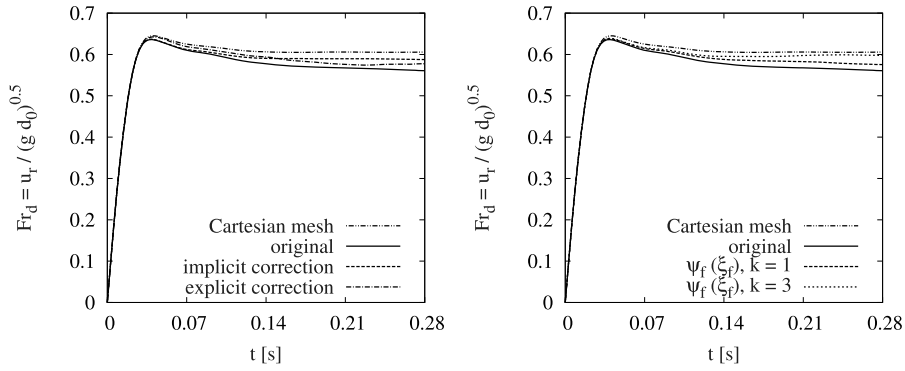 0.7
0.6
0.5
0.4
0.3
0.2
0.1
0
0 0.07 0.14 0.21 0.28
t [s]
Fr_d = u_r / (g d_0)^0.5
Cartesian mesh
original
implicit correction
explicit correction
0.7
0.6
0.5
0.4
0.3
0.2
0.1
0
0 0.07 0.14 0.21 0.28
t [s]
Fr_d = u_r / (g d_0)^0.5
Cartesian mesh
original
ψ_f (ξ_f), k = 1
ψ_f (ξ_f), k = 3